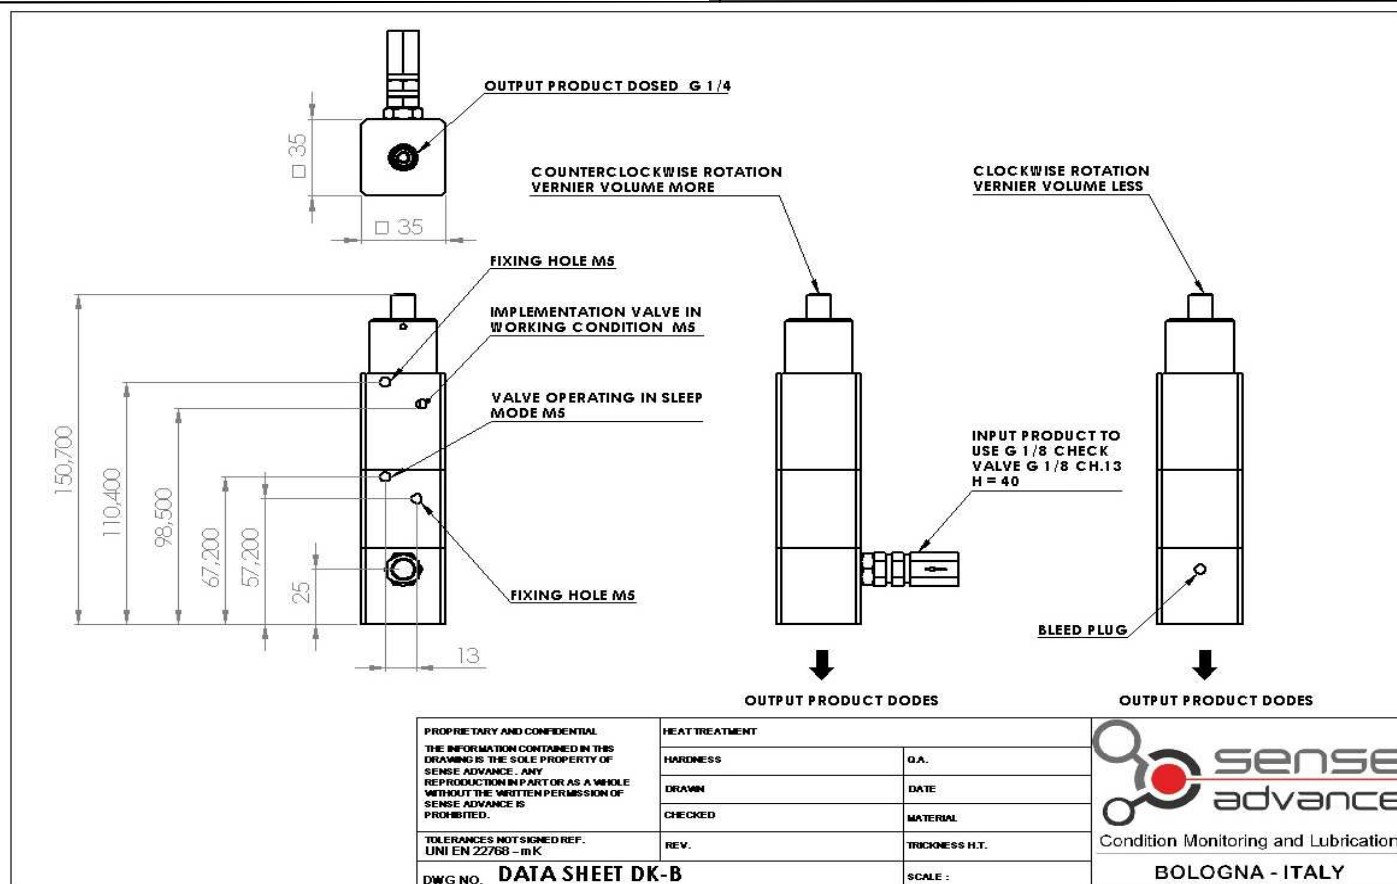 OUTPUT PRODUCT DOSED G 1/4
□ 35
□ 35
COUNTERCLOCKWISE ROTATION
VERNIER VOLUME MORE
CLOCKWISE ROTATION
VERNIER VOLUME LESS
FIXING HOLE M5
IMPLEMENTATION VALVE IN
WORKING CONDITION M5
VALVE OPERATING IN SLEEP
MODE M5
INPUT PRODUCT TO
USE G 1/8 CHECK
VALVE G 1/8 CH.13
H = 40
150,700
110,400
98,500
67,200
57,200
25
FIXING HOLE M5
13
BLEED PLUG
OUTPUT PRODUCT DODES
OUTPUT PRODUCT DODES
PROPRIETARY AND CONFIDENTIAL
THE INFORMATION CONTAINED IN THIS
DRAWING IS THE SOLE PROPERTY OF
SENSE ADVANCE. ANY
REPRODUCTION IN PART OR AS A WHOLE
WITHOUT THE WRITTEN PERMISSION OF
SENSE ADVANCE IS
PROHIBITED.
HEAT TREATMENT
HARDNESS
Q.A.
DRAWN
DATE
CHECKED
MATERIAL
TOLERANCES NOT SIGNED REF.
UNI EN 22768 - mK
REV.
TRICKNESS H.T.
DWG NO. DATA SHEET DK-B
SCALE :
sense
advance
Condition Monitoring and Lubrication
BOLOGNA - ITALY